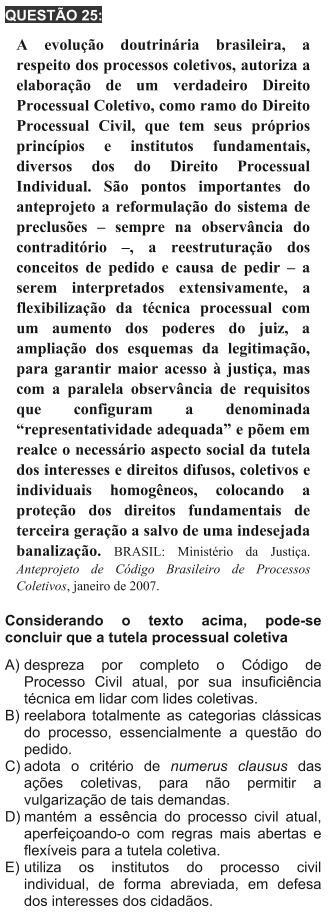 QUESTÃO 25:
A evolução doutrinária brasileira, a
respeito dos processos coletivos, autoriza a
elaboração de um verdadeiro Direito
Processual Coletivo, como ramo do Direito
Processual Civil, que tem seus próprios
princípios e institutos fundamentais,
diversos dos do Direito Processual
Individual. São pontos importantes do
anteprojeto a reformulação do sistema de
preclusões – sempre na observância do
contraditório –, a reestruturação dos
conceitos de pedido e causa de pedir – a
serem interpretados extensivamente, a
flexibilização da técnica processual com
um aumento dos poderes do juiz, a
ampliação dos esquemas da legitimação,
para garantir maior acesso à justiça, mas
com a paralela observância de requisitos
que configuram a denominada
“representatividade adequada” e põem em
realce o necessário aspecto social da tutela
dos interesses e direitos difusos, coletivos e
individuais homogêneos, colocando a
proteção dos direitos fundamentais de
terceira geração a salvo de uma indesejada
banalização. BRASIL: Ministério da Justiça.
Anteprojeto de Código Brasileiro de Processos
Coletivos, janeiro de 2007.
Considerando o texto acima, pode-se
concluir que a tutela processual coletiva
A) despreza por completo o Código de
Processo Civil atual, por sua insuficiência
técnica em lidar com lides coletivas.
B) reelabora totalmente as categorias clássicas
do processo, essencialmente a questão do
pedido.
C) adota o critério de numerus clausus das
ações coletivas, para não permitir a
vulgarização de tais demandas.
D) mantém a essência do processo civil atual,
aperfeiçoando-o com regras mais abertas e
flexíveis para a tutela coletiva.
E) utiliza os institutos do processo civil
individual, de forma abreviada, em defesa
dos interesses dos cidadãos.